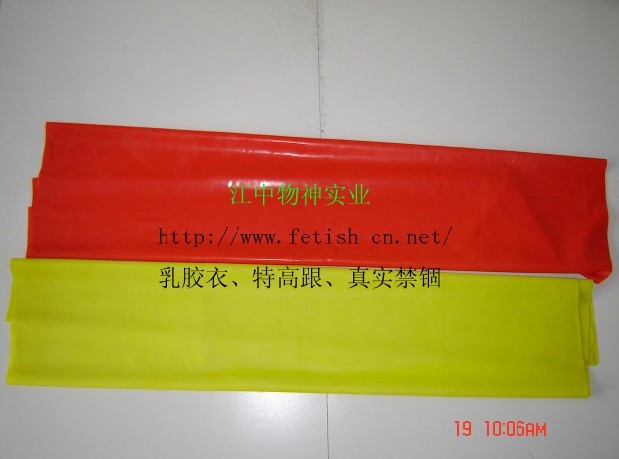 江中物神实业
http://www.fetish cn.net/
乳胶衣、特高跟、真实禁锢
19 10:06AM